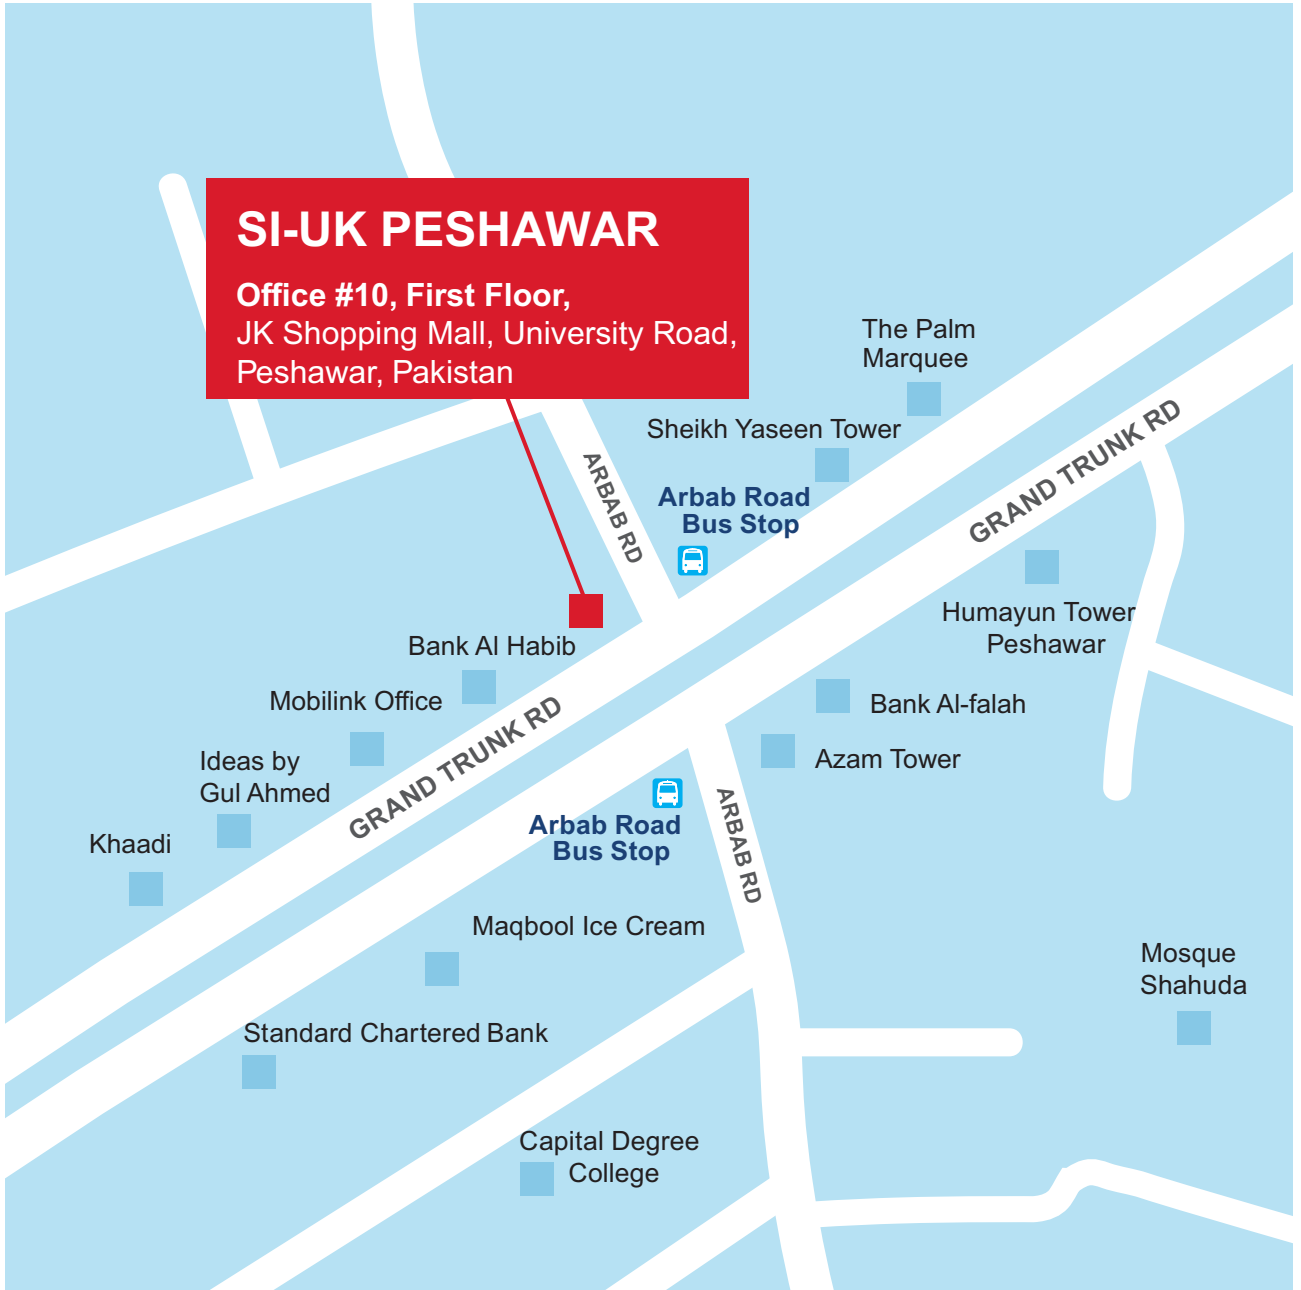 SI-UK PESHAWAR
Office #10, First Floor,
JK Shopping Mall, University Road,
Peshawar, Pakistan
The Palm
Marquee
Sheikh Yaseen Tower
GRAND TRUNK RD
ARBAB RD
Arbab Road
Bus Stop
Humayun Tower
Peshawar
Bank Al Habib
Mobilink Office
Bank Al-falah
GRAND TRUNK RD
Ideas by
Gul Ahmed
Azam Tower
Khaadi
Arbab Road
Bus Stop
ARBAB RD
Maqbool Ice Cream
Mosque
Shahuda
Standard Chartered Bank
Capital Degree
College